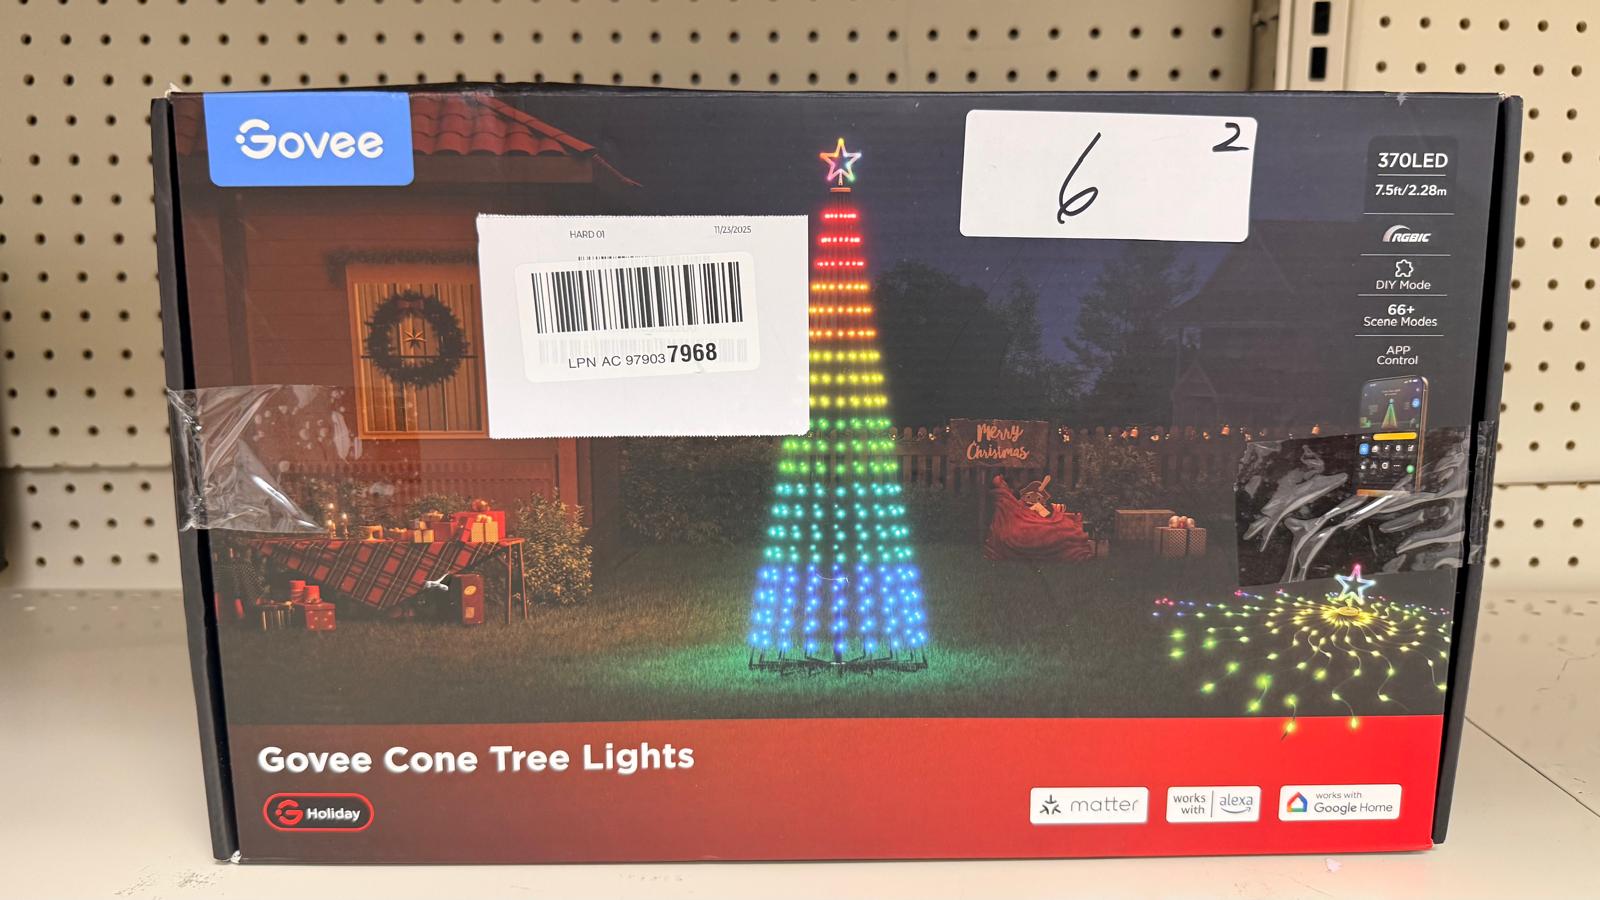 Govee
6
2
370LED
7.5ft/2.28m
RGBIC
DIY Mode
66+
Scene Modes
APP
Control
HARD 01
11/23/2025
LPN AC 97903 7968
Merry
Christmas
Govee Cone Tree Lights
Holiday
matter
works
with
alexa
works with
Google Home